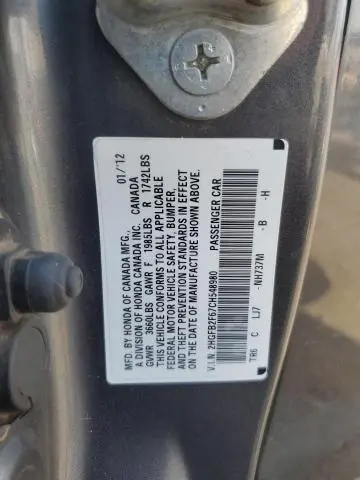 MFD. BY HONDA OF CANADA MFG., 01/12
A DIVISION OF HONDA CANADA INC. CANADA
GVWR 3660LBS GAWR F 1985LBS R 1742LBS
THIS VEHICLE CONFORMS TO ALL APPLICABLE
FEDERAL MOTOR VEHICLE SAFETY, BUMPER,
AND THEFT PREVENTION STANDARDS IN EFFECT
ON THE DATE OF MANUFACTURE SHOWN ABOVE.
V.I.N. 2HGFB2F67CH548980 PASSENGER CAR
TR6 C LJ7 -NH737M -B -H